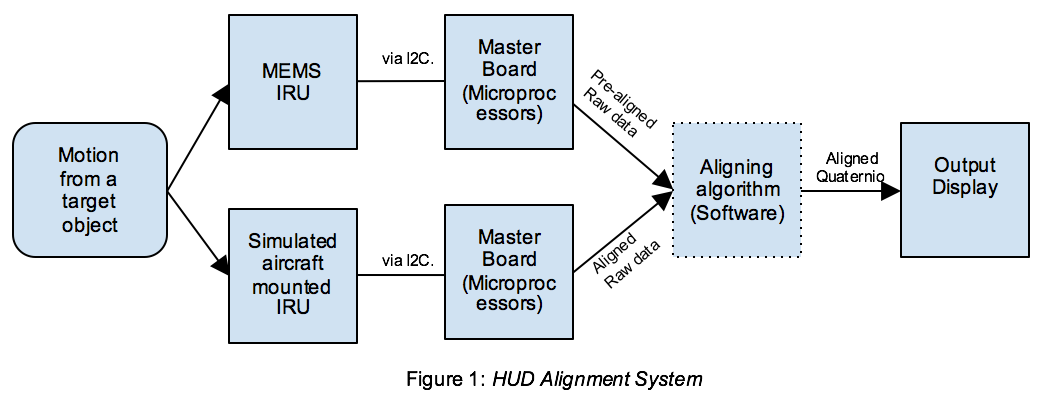 Motion
from a
target
object
MEMS
IRU
via I2C.
Master
Board
(Microproc
essors)
Pre-aligned
Raw data
Simulated
aircraft
mounted
IRU
via I2C.
Master
Board
(Microproc
essors)
Aligned
Raw data
Aligning
algorithm
(Software)
Aligned
Quaternio
Output
Display
Figure 1: HUD Alignment System